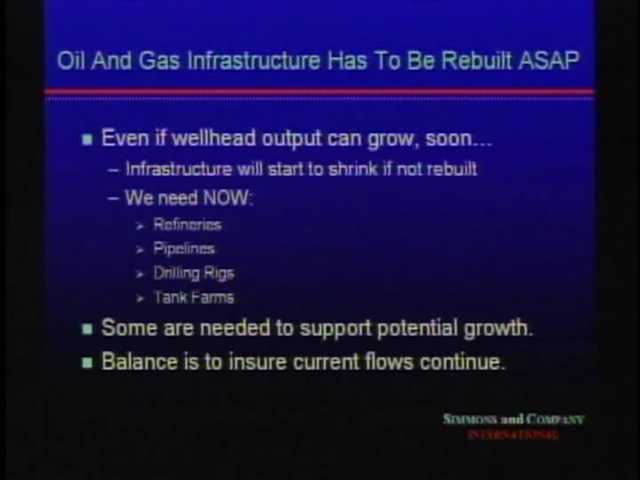 Oil And Gas Infrastructure Has To Be Rebuilt ASAP
Even if wellhead output can grow, soon…
– Infrastructure will start to shrink if not rebuilt
– We need NOW:
Refineries
Pipelines
Drilling Rigs
Tank Farms
Some are needed to support potential growth.
Balance is to insure current flows continue.
SIMMONS and COMPANY
INTERNATIONAL